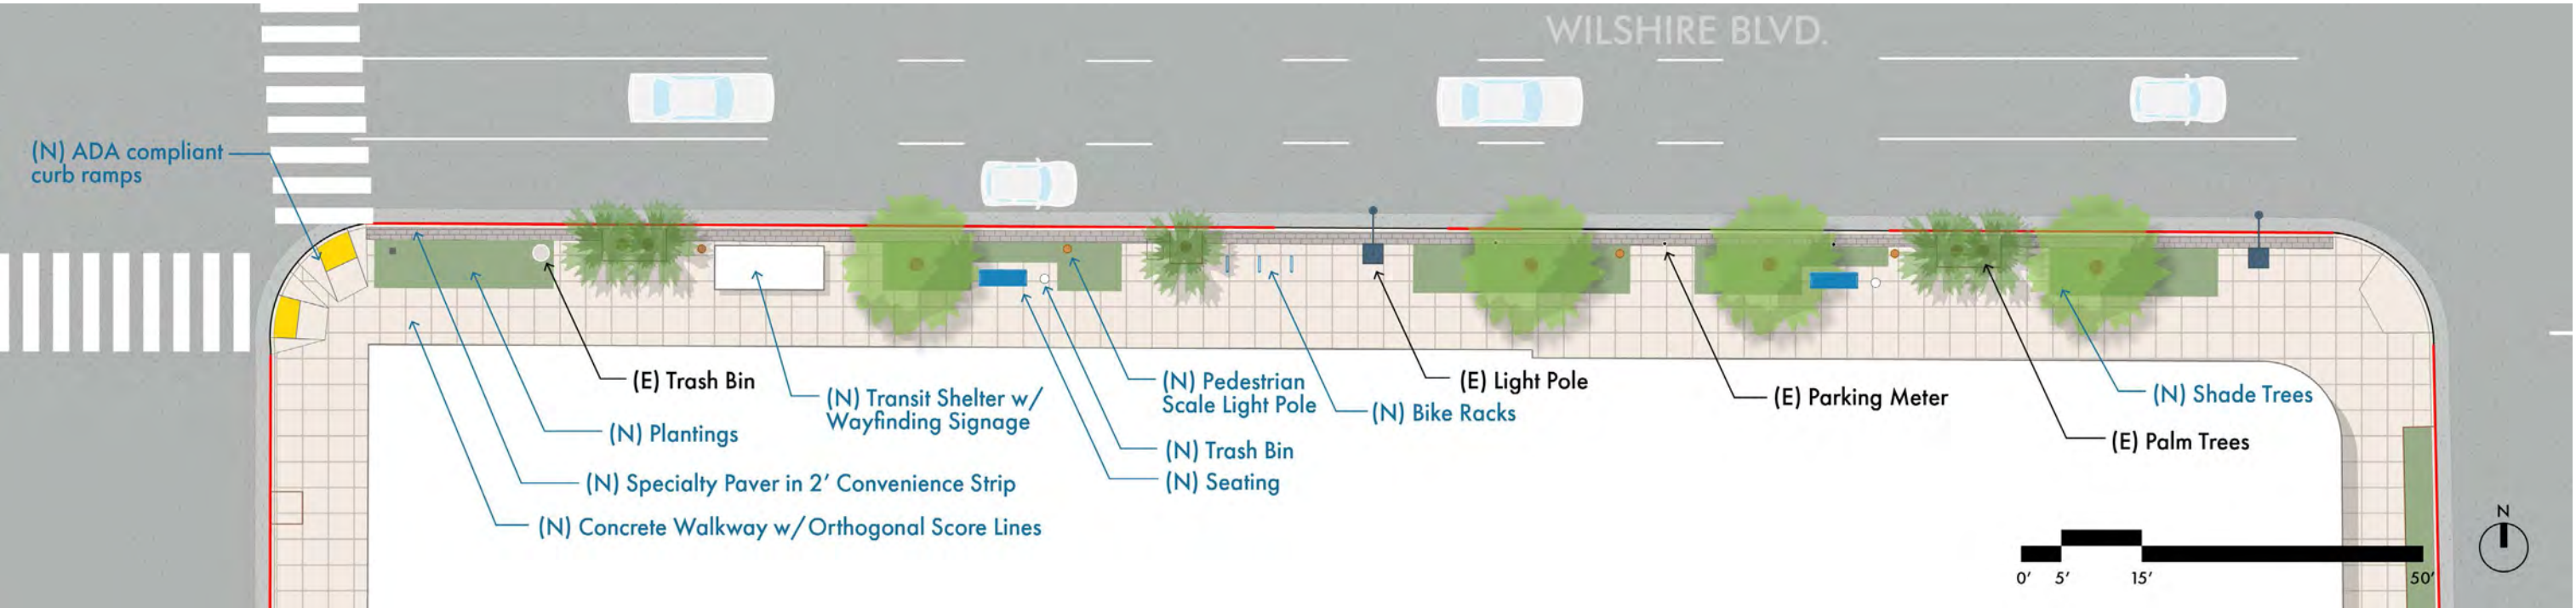 WILSHIRE BLVD.
(N) ADA compliant
curb ramps
(E) Trash Bin
(N) Plantings
(N) Specialty Paver in 2' Convenience Strip
(N) Concrete Walkway w/Orthogonal Score Lines
(N) Transit Shelter w/
Wayfinding Signage
(N) Pedestrian
Scale Light Pole
(N) Trash Bin
(N) Seating
(N) Bike Racks
(E) Light Pole
(E) Parking Meter
(N) Shade Trees
(E) Palm Trees
N
0' 5' 15' 50'